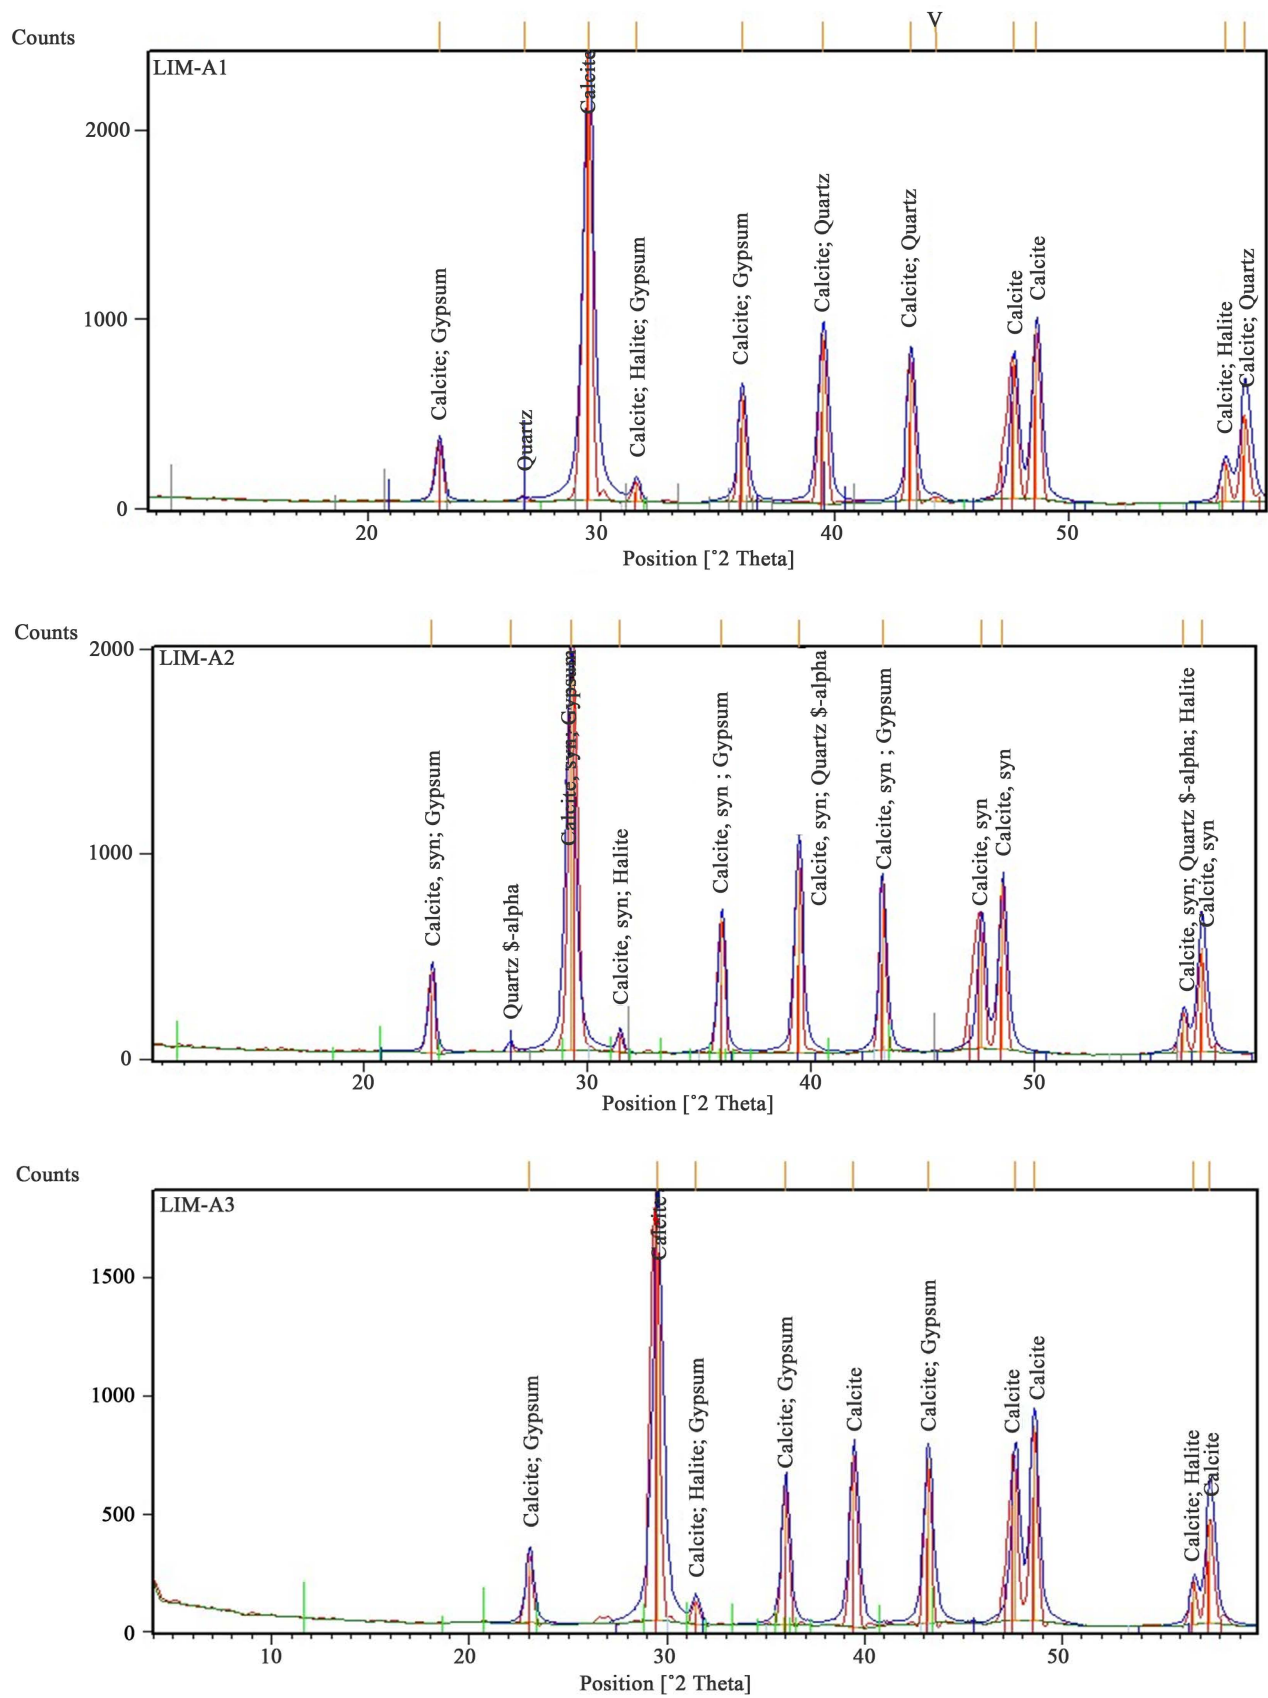 V
Counts
LIM-A1
2000
1000
0
Calcite; Gypsum
Quartz
Calcite
Calcite; Halite; Gypsum
Calcite; Gypsum
Calcite; Quartz
Calcite; Quartz
Calcite
Calcite
Calcite; Halite
Calcite; Quartz
20 30 40 50
Position [˚2 Theta]
Counts
LIM-A2
2000
1000
0
Calcite, syn; Gypsum
Quartz $-alpha
Calcite, syn; Gypsum
Calcite, syn; Halite
Calcite, syn ; Gypsum
Calcite, syn; Quartz $-alpha
Calcite, syn ; Gypsum
Calcite, syn
Calcite, syn
Calcite, syn; Quartz $-alpha; Halite
Calcite, syn
20 30 40 50
Position [˚2 Theta]
Counts
LIM-A3
1500
1000
500
0
Calcite; Gypsum
Calcite
Calcite; Halite; Gypsum
Calcite; Gypsum
Calcite
Calcite; Gypsum
Calcite
Calcite
Calcite; Halite
Calcite
10 20 30 40 50
Position [˚2 Theta]